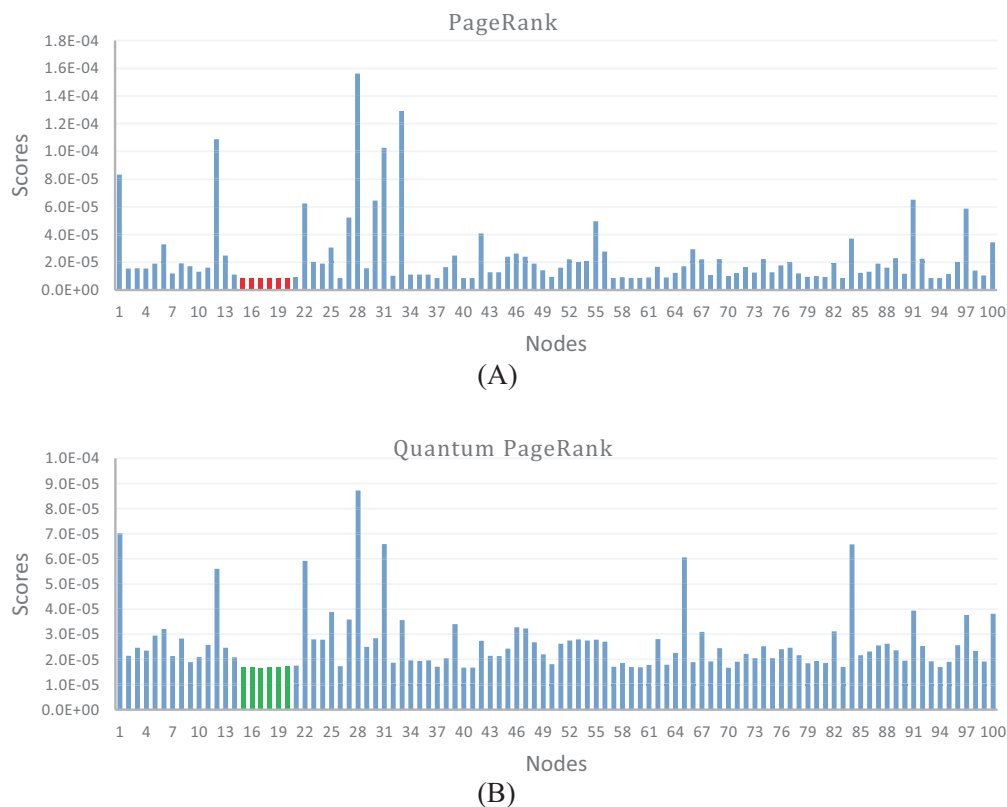 PageRank
1.8E-04
1.6E-04
1.4E-04
1.2E-04
1.0E-04
8.0E-05
6.0E-05
4.0E-05
2.0E-05
0.0E+00
Scores
1 4 7 10 13 16 19 22 25 28 31 34 37 40 43 46 49 52 55 58 61 64 67 70 73 76 79 82 85 88 91 94 97 100
Nodes
(A)
Quantum PageRank
1.0E-04
9.0E-05
8.0E-05
7.0E-05
6.0E-05
5.0E-05
4.0E-05
3.0E-05
2.0E-05
1.0E-05
0.0E+00
Scores
1 4 7 10 13 16 19 22 25 28 31 34 37 40 43 46 49 52 55 58 61 64 67 70 73 76 79 82 85 88 91 94 97 100
Nodes
(B)